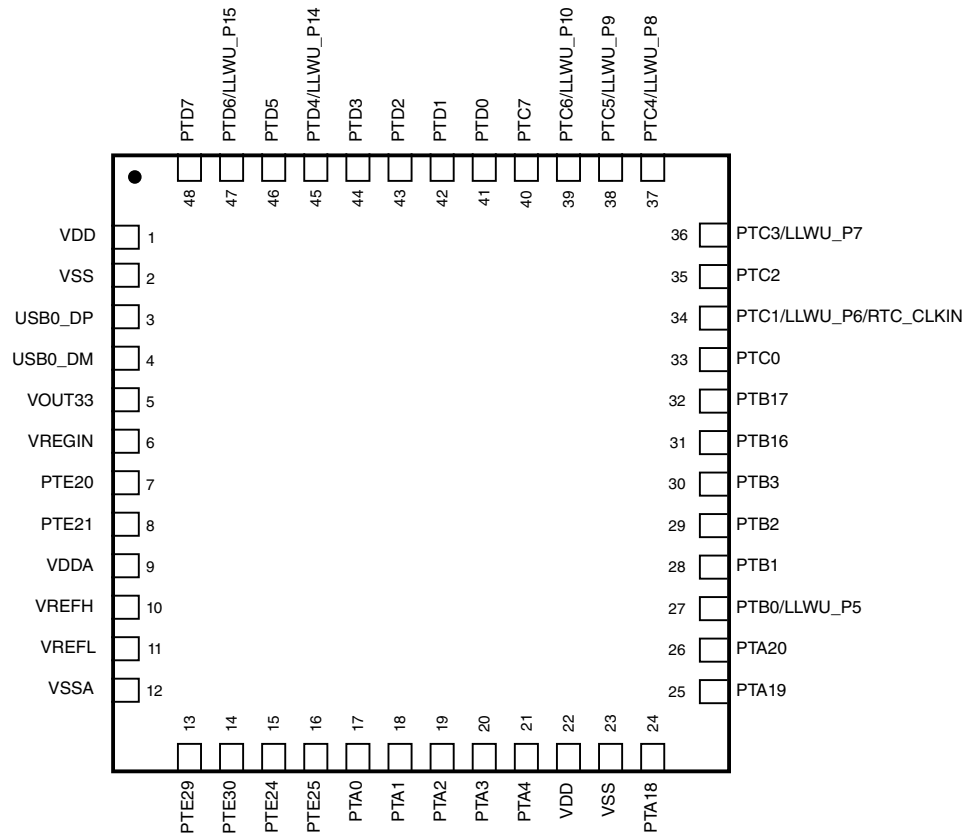 PTD7
PTD6/LLWU_P15
PTD5
PTD4/LLWU_P14
PTD3
PTD2
PTD1
PTD0
PTC7
PTC6/LLWU_P10
PTC5/LLWU_P9
PTC4/LLWU_P8
48
47
46
45
44
43
42
41
40
39
38
37
VDD 1
VSS 2
USB0_DP 3
USB0_DM 4
VOUT33 5
VREGIN 6
PTE20 7
PTE21 8
VDDA 9
VREFH 10
VREFL 11
VSSA 12
36 PTC3/LLWU_P7
35 PTC2
34 PTC1/LLWU_P6/RTC_CLKIN
33 PTC0
32 PTB17
31 PTB16
30 PTB3
29 PTB2
28 PTB1
27 PTB0/LLWU_P5
26 PTA20
25 PTA19
13
14
15
16
17
18
19
20
21
22
23
24
PTE29
PTE30
PTE24
PTE25
PTA0
PTA1
PTA2
PTA3
PTA4
VDD
VSS
PTA18